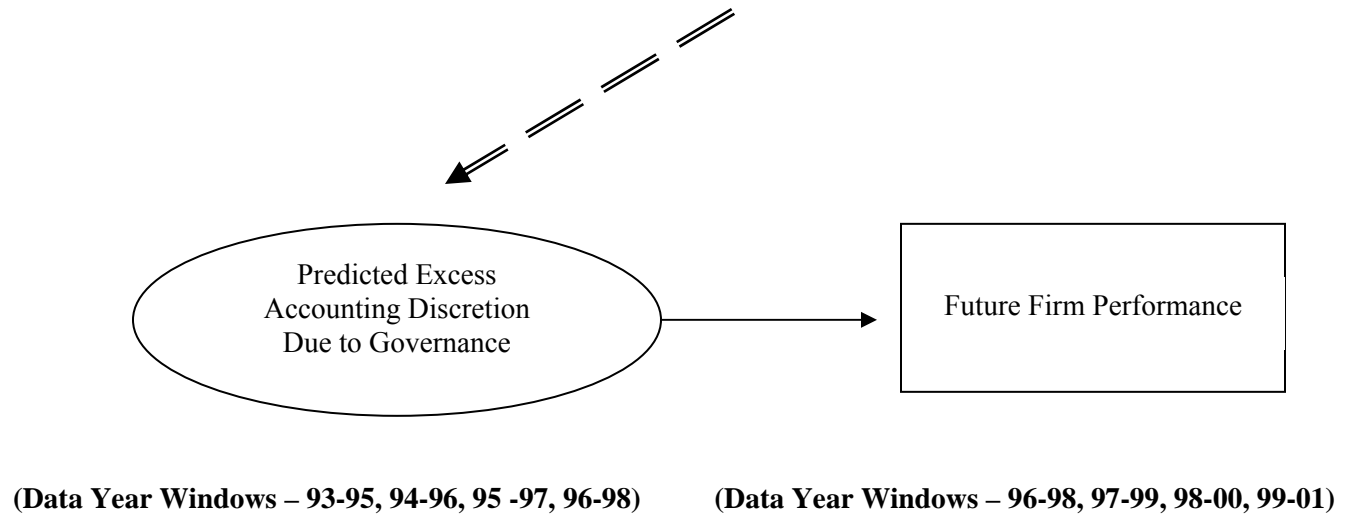 Predicted Excess
Accounting Discretion
Due to Governance
Future Firm Performance
(Data Year Windows – 93-95, 94-96, 95 -97, 96-98)
(Data Year Windows – 96-98, 97-99, 98-00, 99-01)